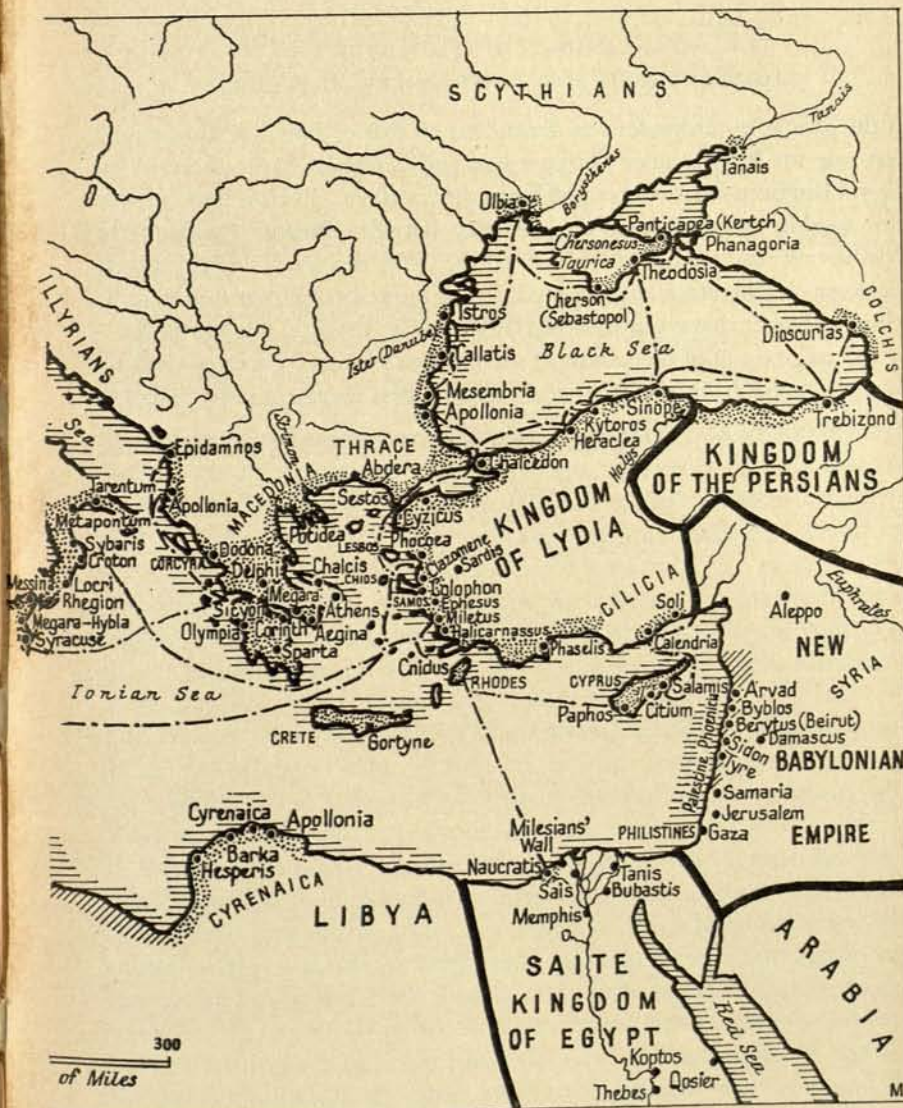 SCYTHIANS
Tanais
Tanais
Borysthenes
Olbia
Panticapea (Kertch)
Phanagoria
Chersonesus
Taurica
Theodosia
Cherson
(Sebastopol)
COLCHIS
Dioscurias
ILLYRIANS
Istros
Ister (Danube)
Callatis
Black Sea
Mesembria
Apollonia
Sinope
Kytoros
Heraclea
Trebizond
Sea
Epidamnos
Strimon
THRACE
Abdera
Chalcedon
Halys
KINGDOM
OF THE PERSIANS
Tarentum
Apollonia
MACEDONIA
Sestos
Cyzicus
KINGDOM
OF LYDIA
Metapontum
Potidea
LESBOS
Phocoea
Sybaris
Croton
CORCYRA
Dodona
Chalcis
Clazomene
Sardis
Messina
Locri
Delphi
CHIOS
Colophon
CILICIA
Euphrates
Rhegion
Megara
SAMOS
Ephesus
Soli
Aleppo
Megara-Hybla
Sicyon
Athens
Miletus
Syracuse
Olympia
Corinth
Aegina
Halicarnassus
Calendria
NEW
Sparta
Cnidus
Phaselis
SYRIA
Ionian Sea
RHODES
CYPRUS
Salamis
Arvad
Paphos
Citium
Byblos
CRETE
Gortyne
Berytus (Beirut)
Damascus
Palestine Phoenicia
Sidon
BABYLONIAN
Tyre
Samaria
Cyrenaica
Apollonia
Milesians'
Wall
Jerusalem
PHILISTINES
Gaza
EMPIRE
Barka
Hesperis
Naucratis
Tanis
CYRENAICA
Sais
Bubastis
LIBYA
Memphis
ARABIA
SAITE
KINGDOM
OF EGYPT
Red Sea
300
of Miles
Koptos
Qosier
Thebes
M